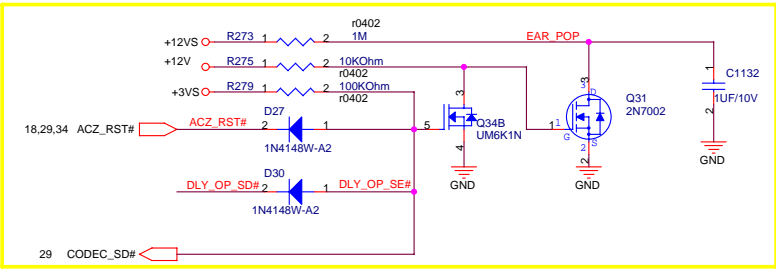 r0402
+12VS R273 1 2 1M EAR_POP
+12V R275 1 2 10KOhm
r0402
+3VS R279 1 2 100KOhm
r0402
1 C1132
2 1UF/10V
GND
3 D Q31
2N7002
1 G S
2 2
GND
3 Q34B
5 UM6K1N
4
GND
D27
18,29,34 ACZ_RST# ACZ_RST# 2 1
1N4148W-A2
D30
DLY_OP_SD# 2 1 DLY_OP_SE#
1N4148W-A2
29 CODEC_SD#